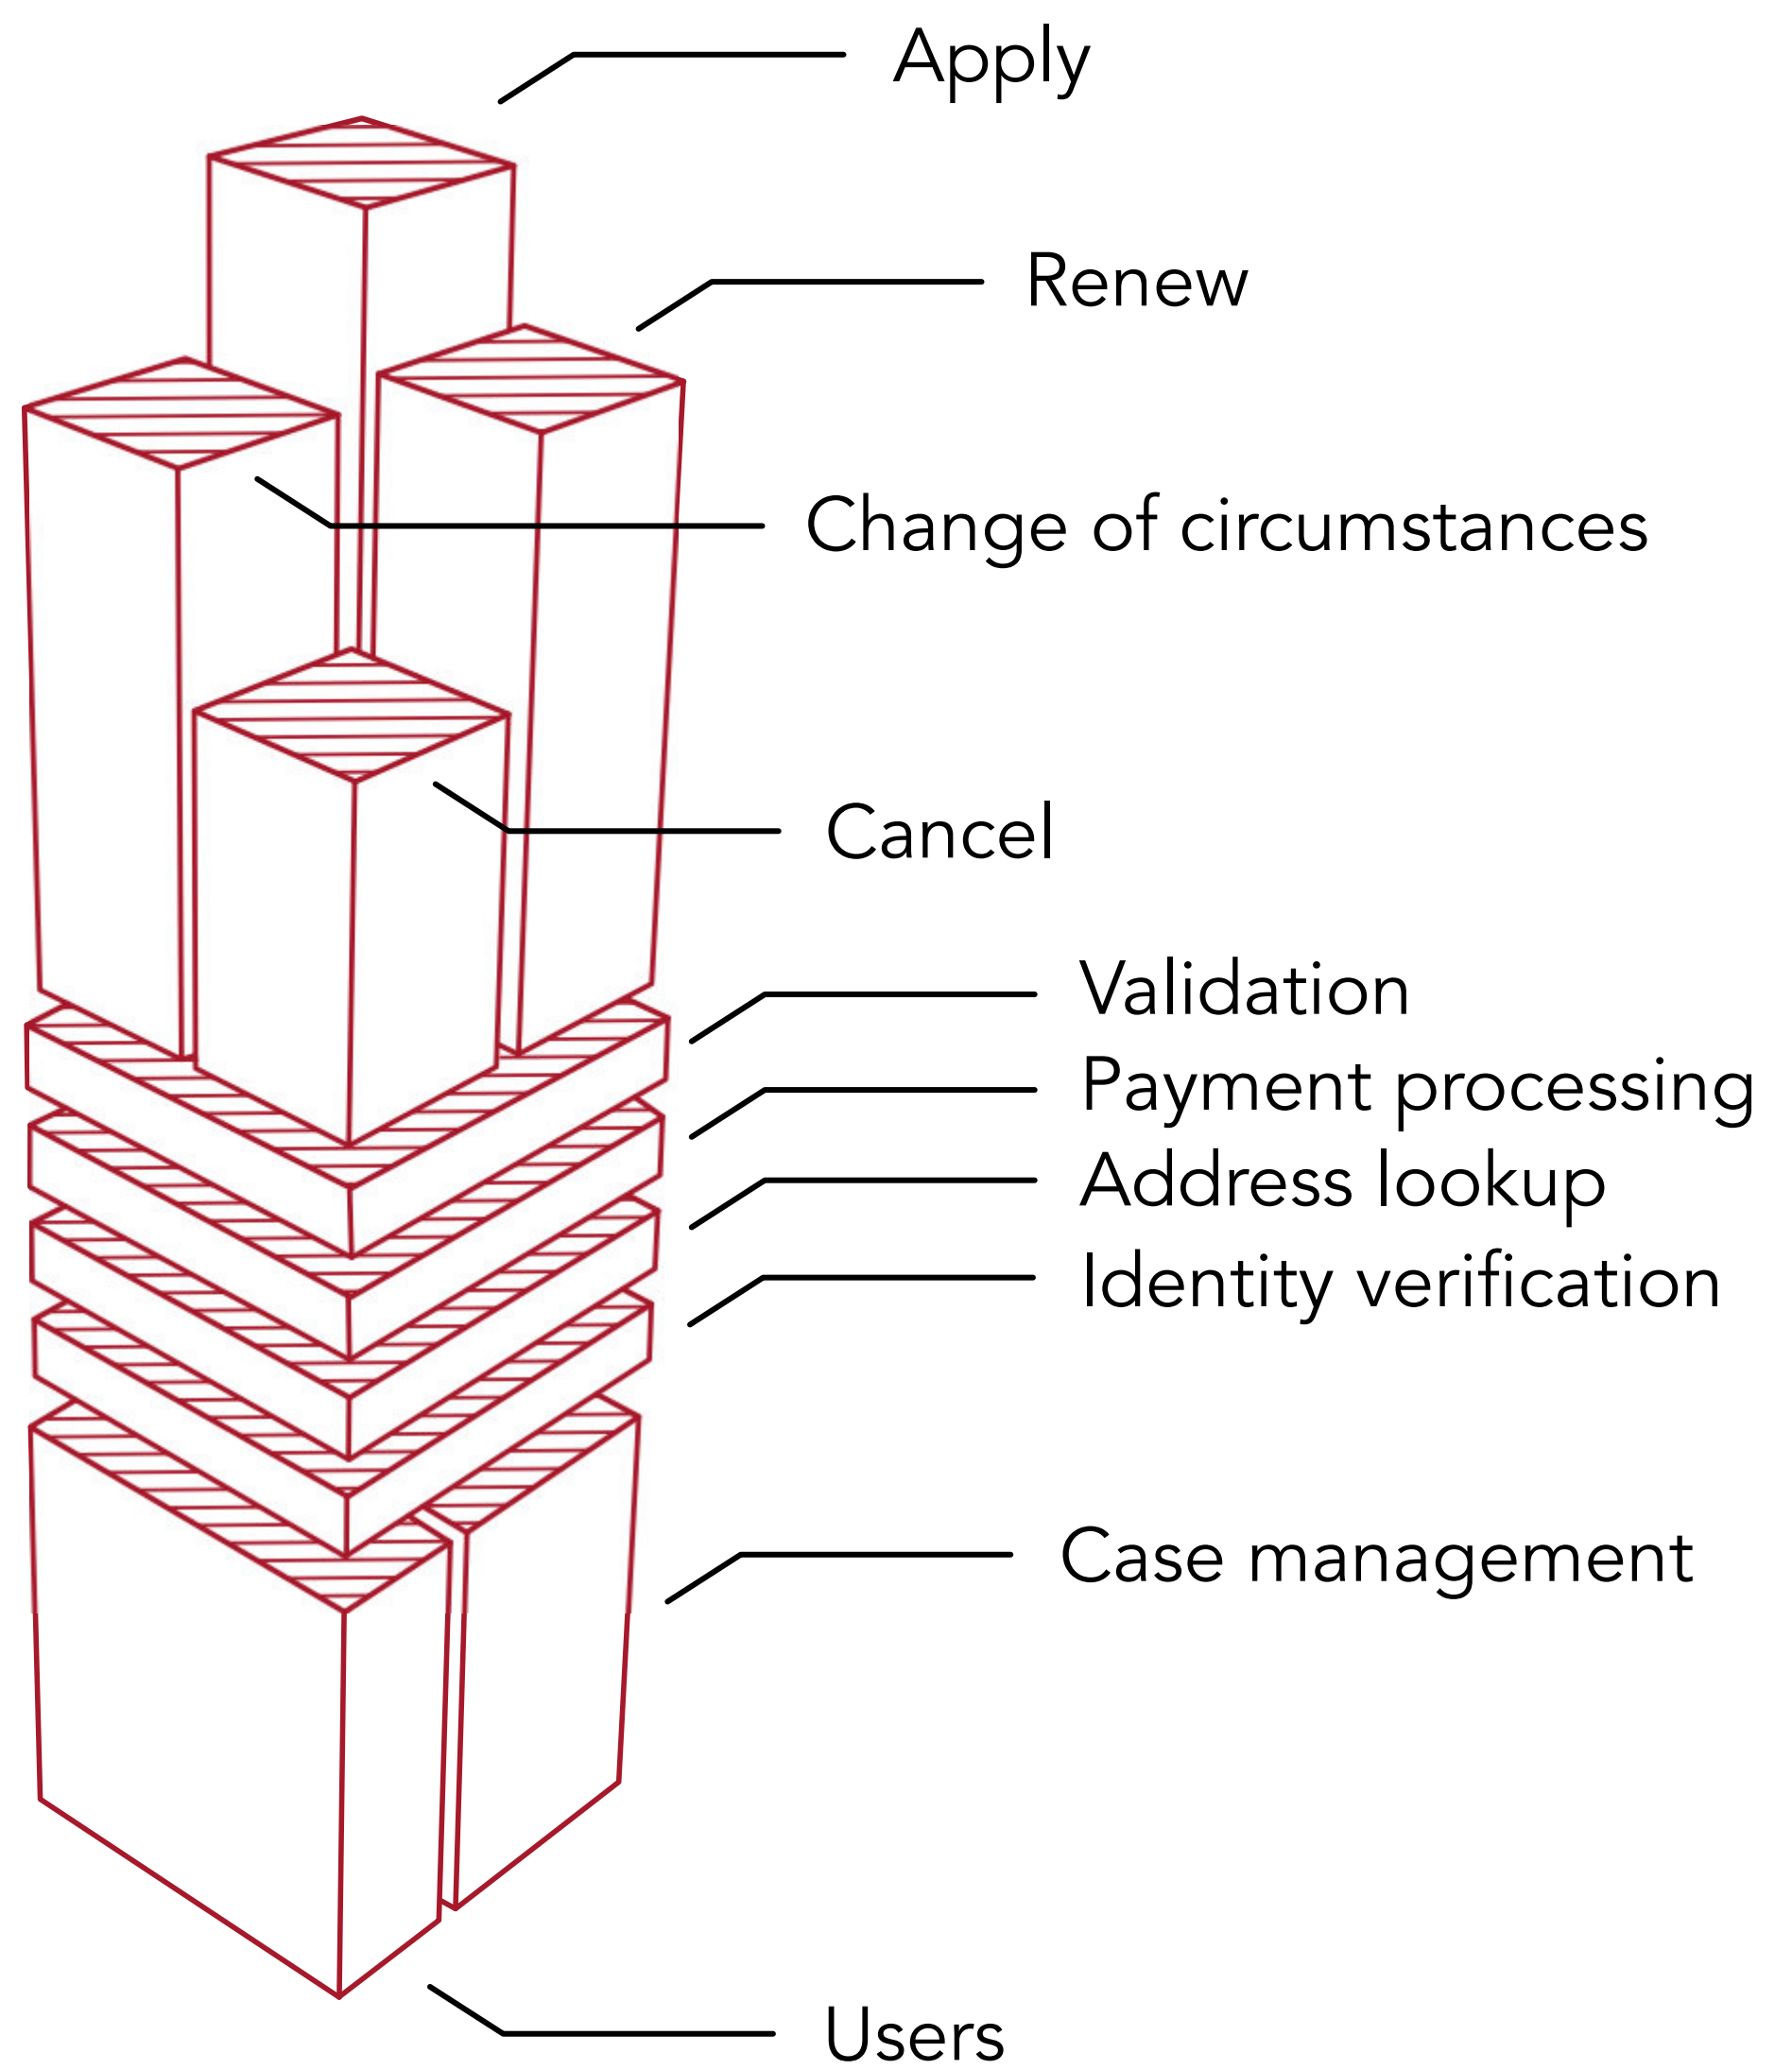 Apply
Renew
Change of circumstances
Cancel
Validation
Payment processing
Address lookup
Identity verification
Case management
Users